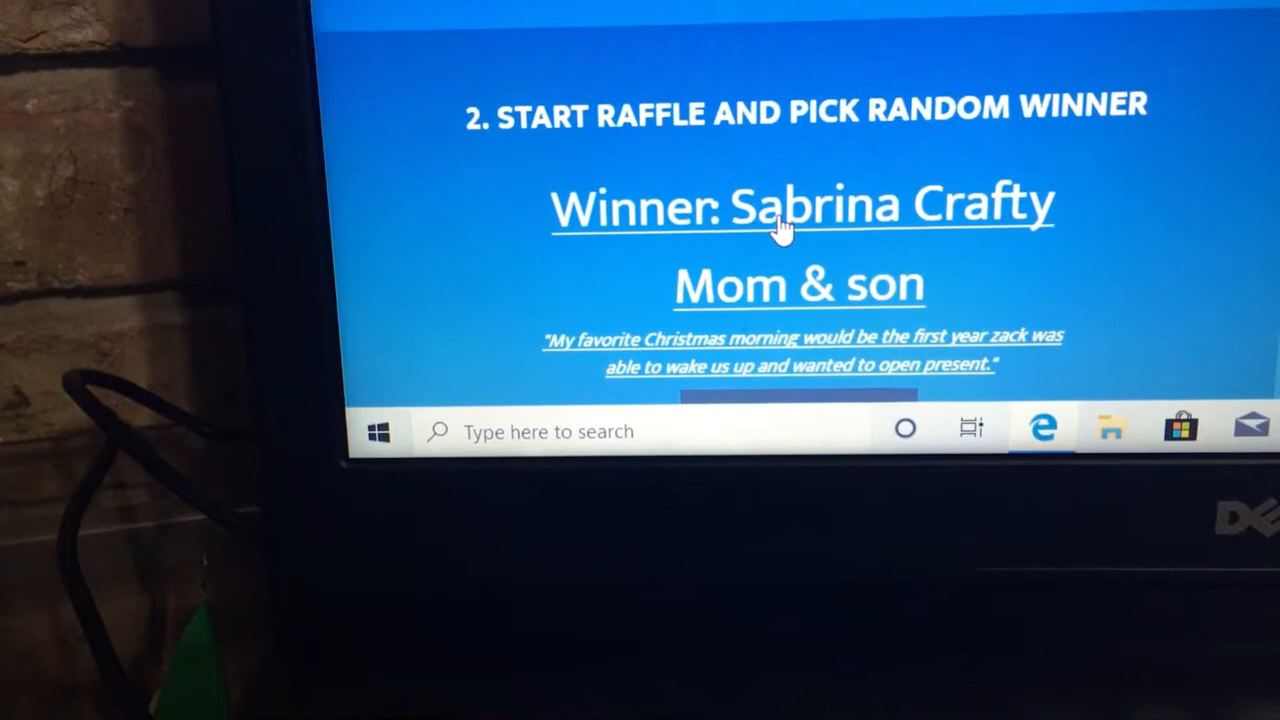 2. START RAFFLE AND PICK RANDOM WINNER
Winner: Sabrina Crafty
Mom & son
"My favorite Christmas morning would be the first year zack was
able to wake us up and wanted to open present."
Type here to search
DELL